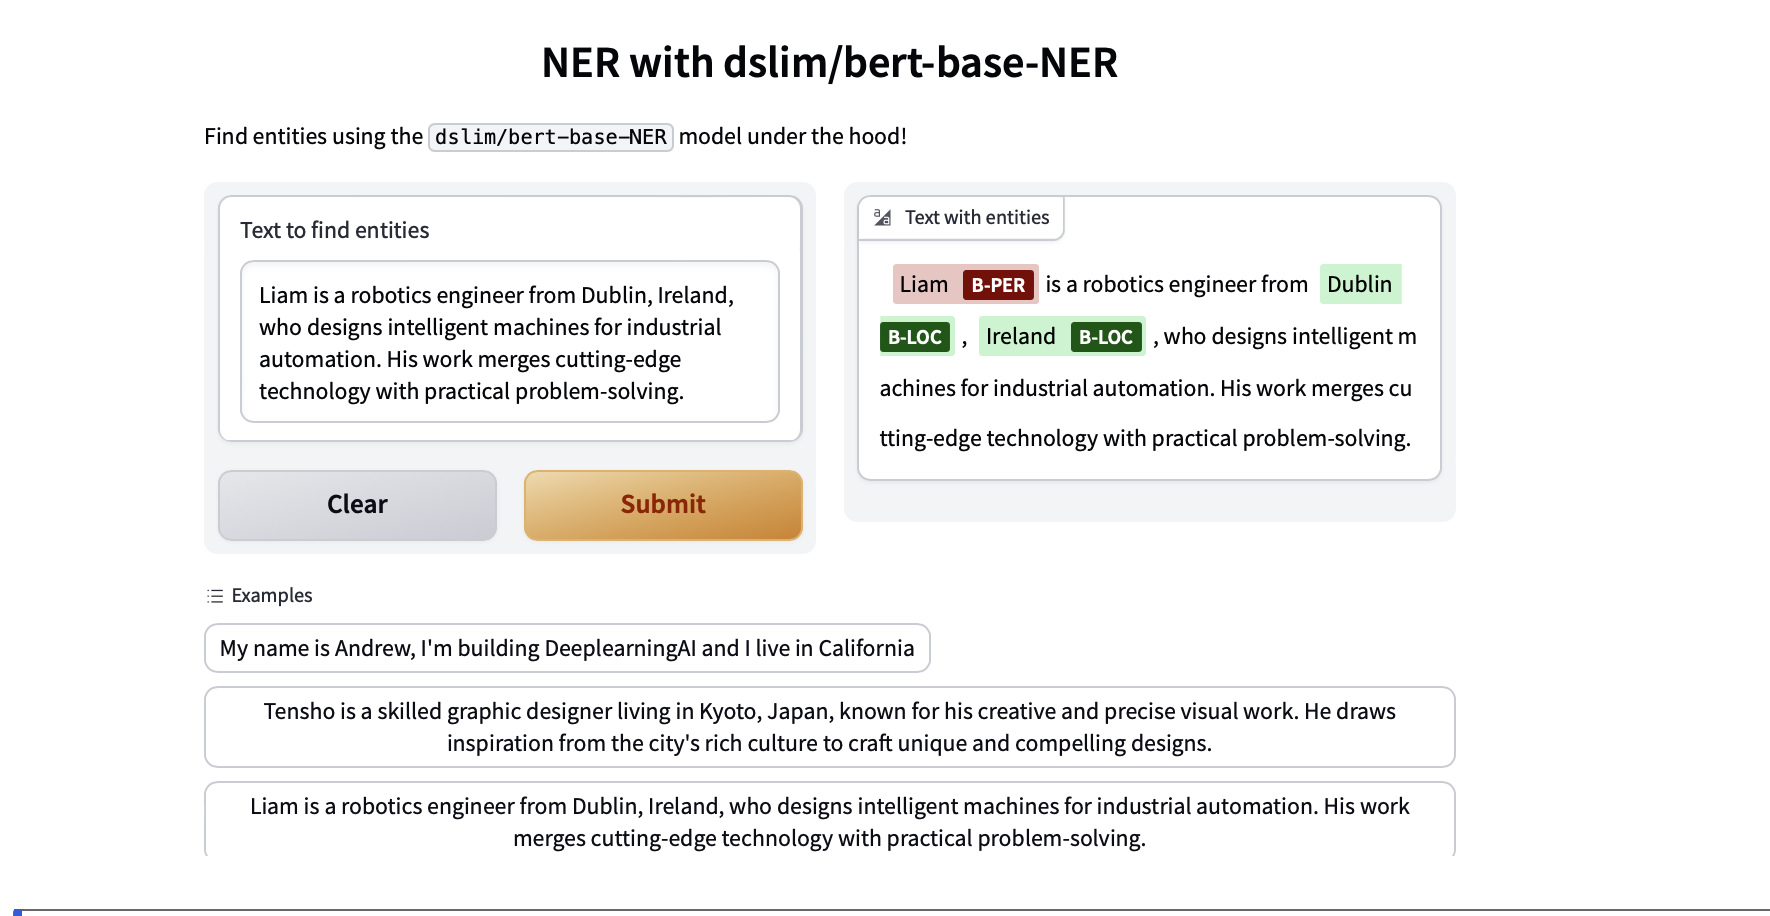 NER with dslim/bert-base-NER
Find entities using the dslim/bert-base-NER model under the hood!
Text to find entities
Liam is a robotics engineer from Dublin, Ireland,
who designs intelligent machines for industrial
automation. His work merges cutting-edge
technology with practical problem-solving.
Clear
Submit
Text with entities
Liam B-PER is a robotics engineer from Dublin
B-LOC , Ireland B-LOC , who designs intelligent m
achines for industrial automation. His work merges cu
tting-edge technology with practical problem-solving.
Examples
My name is Andrew, I'm building DeeplearningAI and I live in California
Tensho is a skilled graphic designer living in Kyoto, Japan, known for his creative and precise visual work. He draws
inspiration from the city's rich culture to craft unique and compelling designs.
Liam is a robotics engineer from Dublin, Ireland, who designs intelligent machines for industrial automation. His work
merges cutting-edge technology with practical problem-solving.